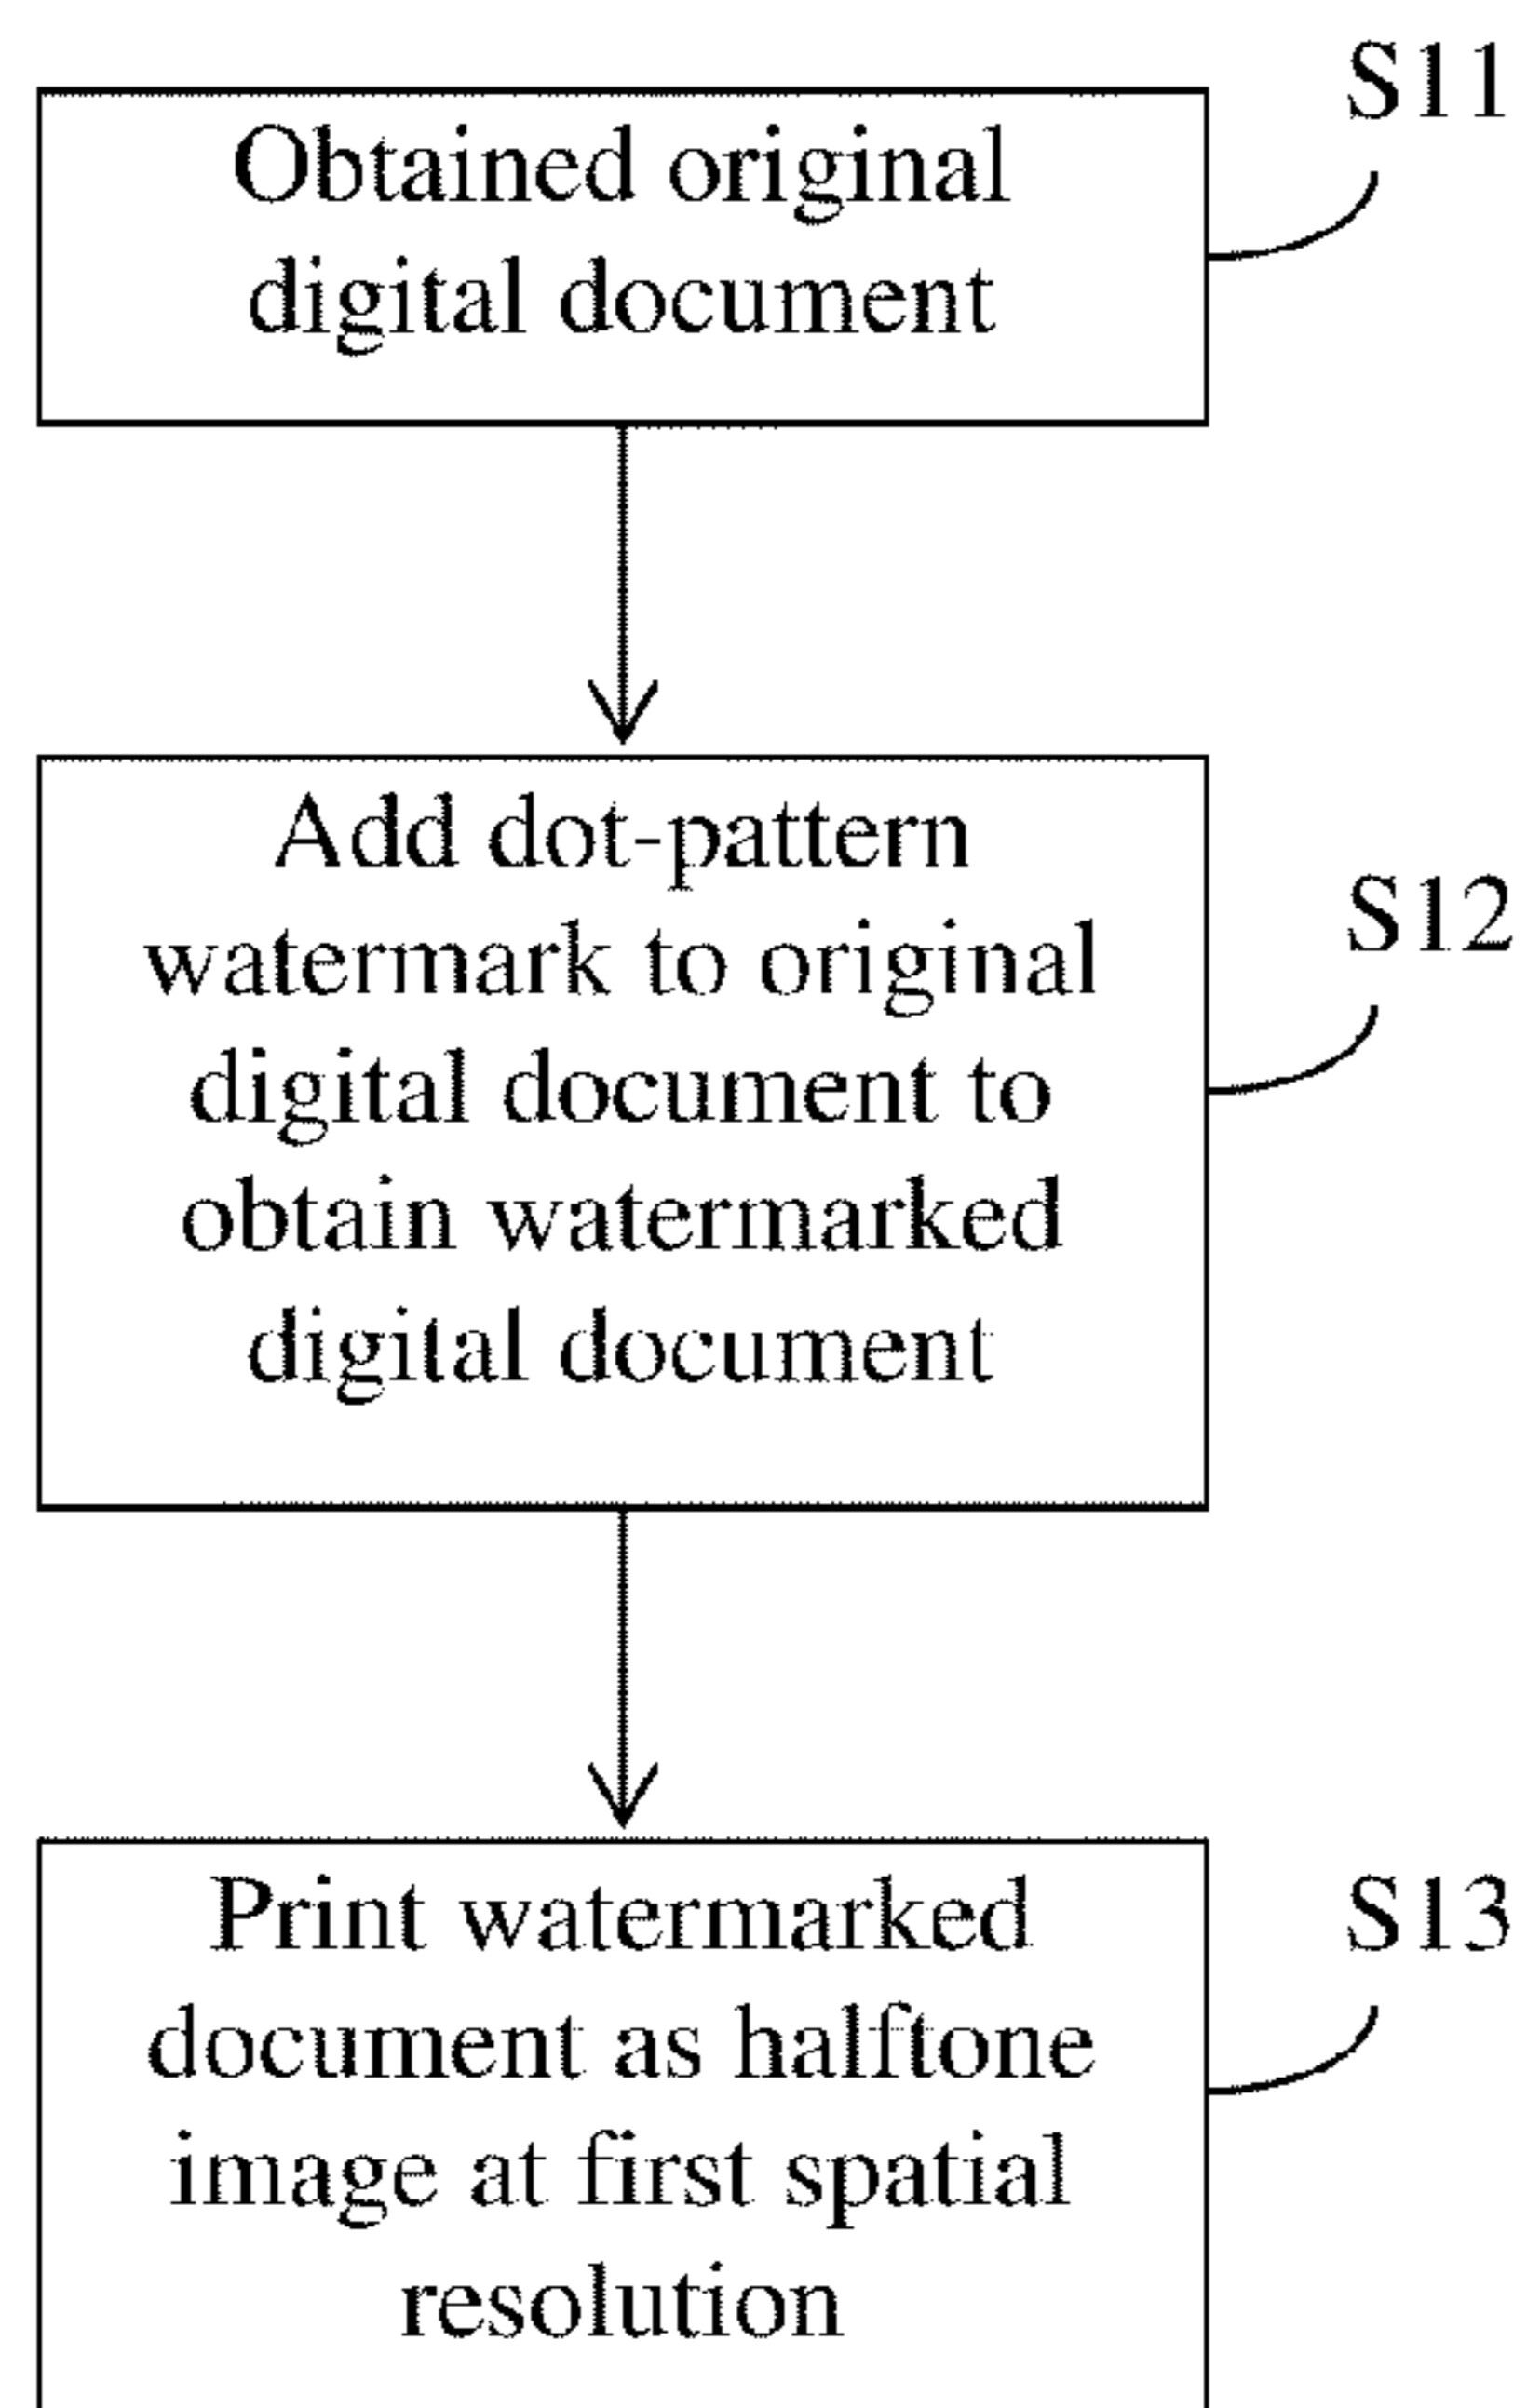 S11
Obtained original
digital document
Add dot-pattern
S12
watermark to original
digital document to
obtain watermarked
digital document
Print watermarked
S13
document as halftone
image at first spatial
resolution